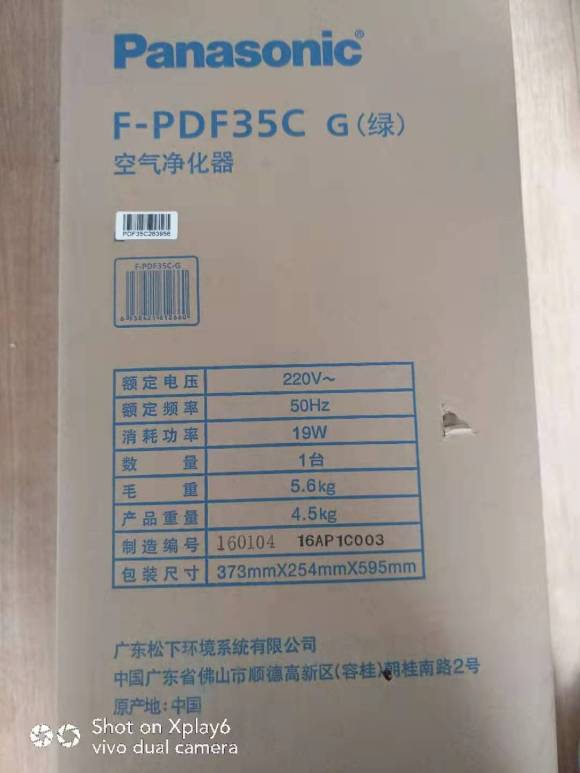 Panasonic®
F-PDF35C G(绿)
空气净化器
PDF35C283956
F-PDF35C-G
额定电压 220V～
额定频率 50Hz
消耗功率 19W
数量 1台
毛重 5.6kg
产品重量 4.5kg
制造编号 160104 16AP1C003
包装尺寸 373mmX254mmX595mm
广东松下环境系统有限公司
中国广东省佛山市顺德高新区(容桂)朝桂南路2号
原产地:中国
Shot on Xplay6
vivo dual camera